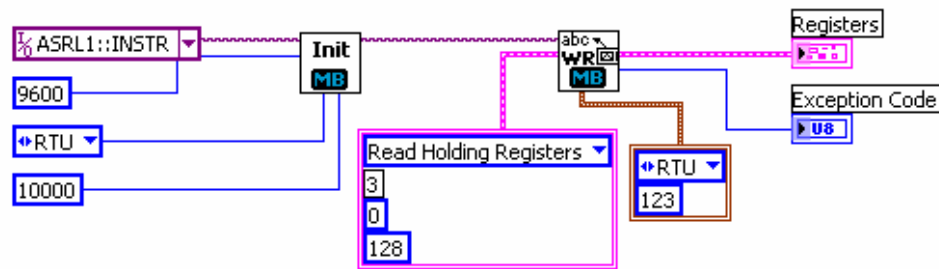 ASRL1::INSTR
9600
RTU
10000
Init
MB
abc
WR
MB
Read Holding Registers
3
0
128
RTU
123
Registers
Exception Code
U8